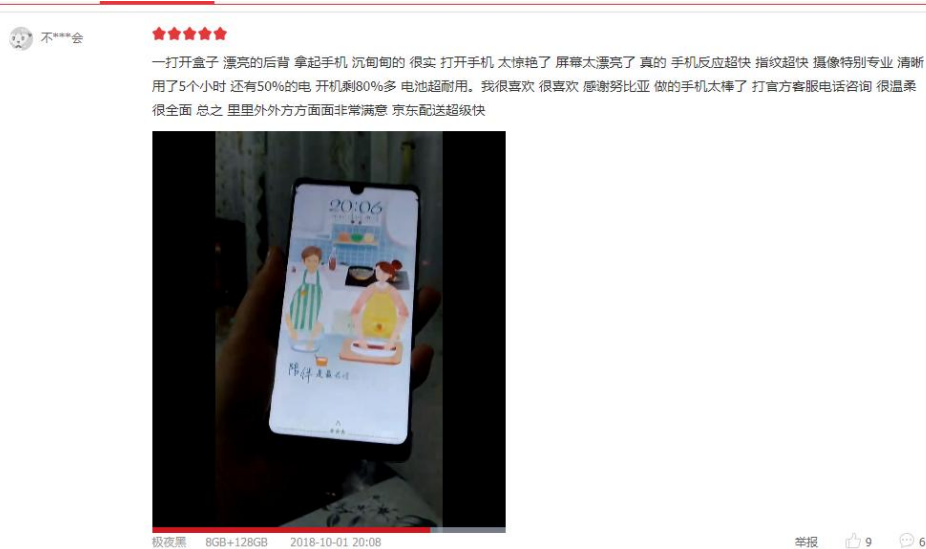 不***会
一打开盒子 漂亮的后背 拿起手机 沉甸甸的 很实 打开手机 太惊艳了 屏幕太漂亮了 真的 手机反应超快 指纹超快 摄像特别专业 清晰
用了5个小时 还有50%的电 开机剩80%多 电池超耐用。我很喜欢 很喜欢 感谢努比亚 做的手机太棒了 打官方客服电话咨询 很温柔
很全面 总之 里里外外方方面面非常满意 京东配送超级快
20:06
陪伴是最长情
极夜黑 8GB+128GB 2018-10-01 20:08 举报 9 6